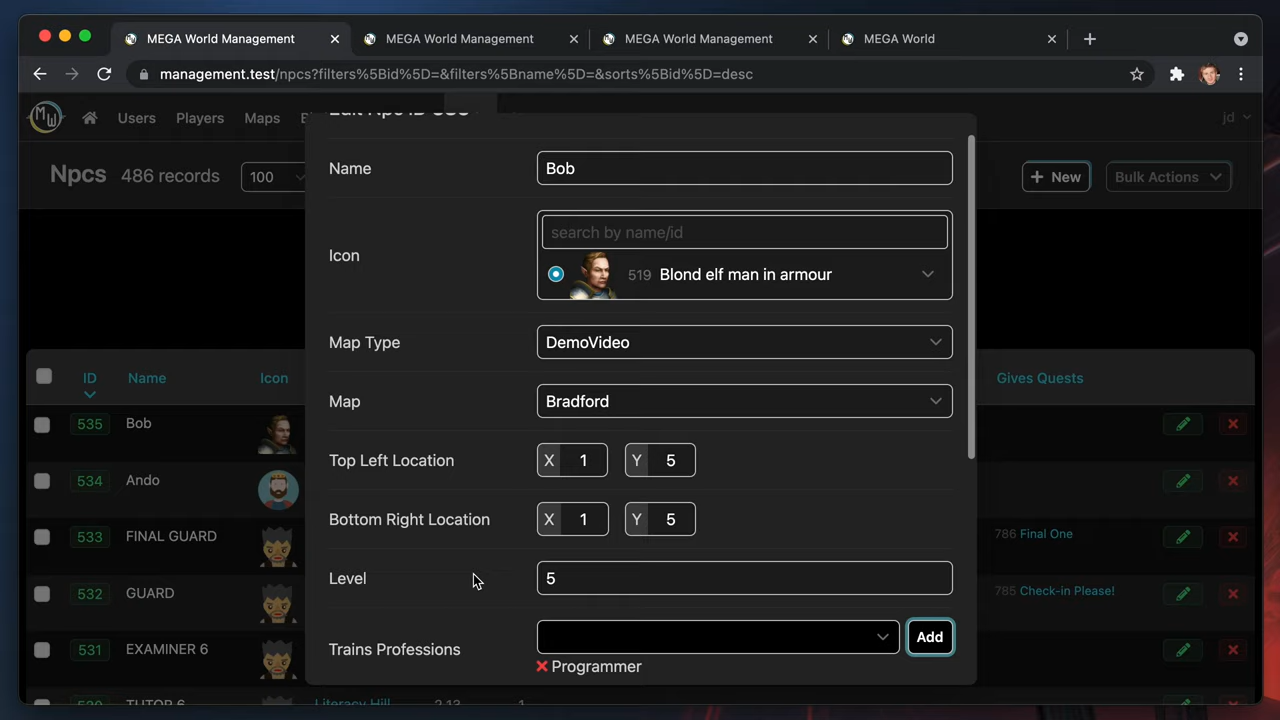 MEGA World Management
MEGA World Management
MEGA World Management
MEGA World
management.test/npcs?filters%5Bid%5D=&filters%5Bname%5D=&sorts%5Bid%5D=desc
MW
Users
Players
Maps
jd
Npcs
486 records
100
New
Bulk Actions
Name
Bob
Icon
search by name/id
519
Blond elf man in armour
Map Type
DemoVideo
Map
Bradford
Top Left Location
X 1
Y 5
Bottom Right Location
X 1
Y 5
Level
5
Trains Professions
Add
Programmer
ID
Name
Icon
Gives Quests
535
Bob
534
Ando
533
FINAL GUARD
786 Final One
532
GUARD
785 Check-in Please!
531
EXAMINER 6